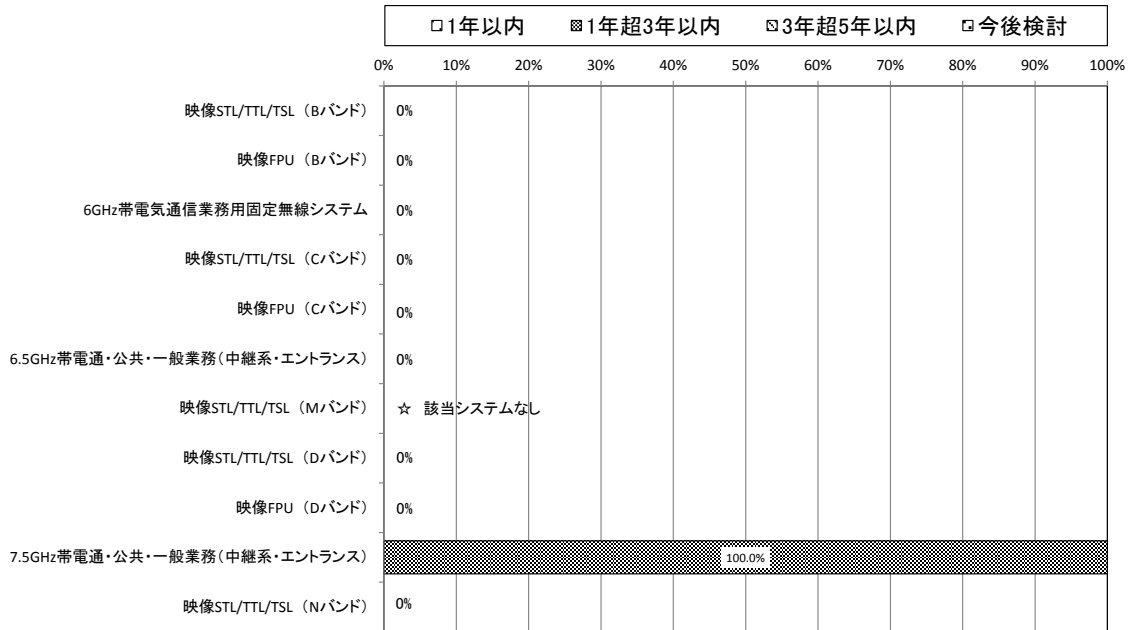 1年以内 1年超3年以内 3年超5年以内 今後検討
0% 10% 20% 30% 40% 50% 60% 70% 80% 90% 100%
映像STL/TTL/TSL（Bバンド） 0%
映像FPU（Bバンド） 0%
6GHz帯電気通信業務用固定無線システム 0%
映像STL/TTL/TSL（Cバンド） 0%
映像FPU（Cバンド） 0%
6.5GHz帯電通・公共・一般業務（中継系・エントランス） 0%
映像STL/TTL/TSL（Mバンド） ☆ 該当システムなし
映像STL/TTL/TSL（Dバンド） 0%
映像FPU（Dバンド） 0%
7.5GHz帯電通・公共・一般業務（中継系・エントランス） 100.0%
映像STL/TTL/TSL（Nバンド） 0%